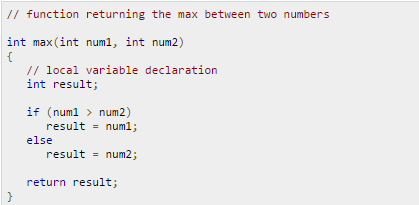 // function returning the max between two numbers
int max(int num1, int num2)
{
// local variable declaration
int result;
if (num1 > num2)
result = num1;
else
result = num2;
return result;
}